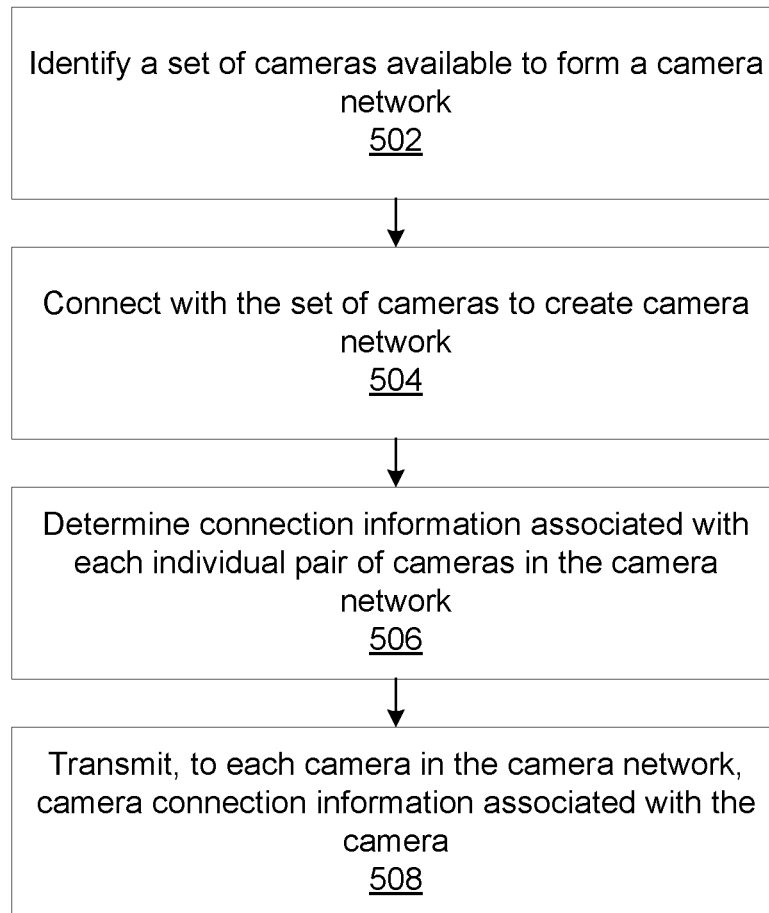 Identify a set of cameras available to form a camera
network
502
Connect with the set of cameras to create camera
network
504
Determine connection information associated with
each individual pair of cameras in the camera
network
506
Transmit, to each camera in the camera network,
camera connection information associated with the
camera
508